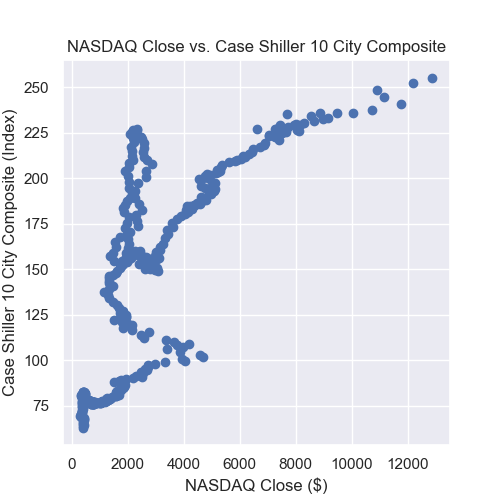 NASDAQ Close vs. Case Shiller 10 City Composite
Case Shiller 10 City Composite (Index)
250
225
200
175
150
125
100
75
0 2000 4000 6000 8000 10000 12000
NASDAQ Close ($)